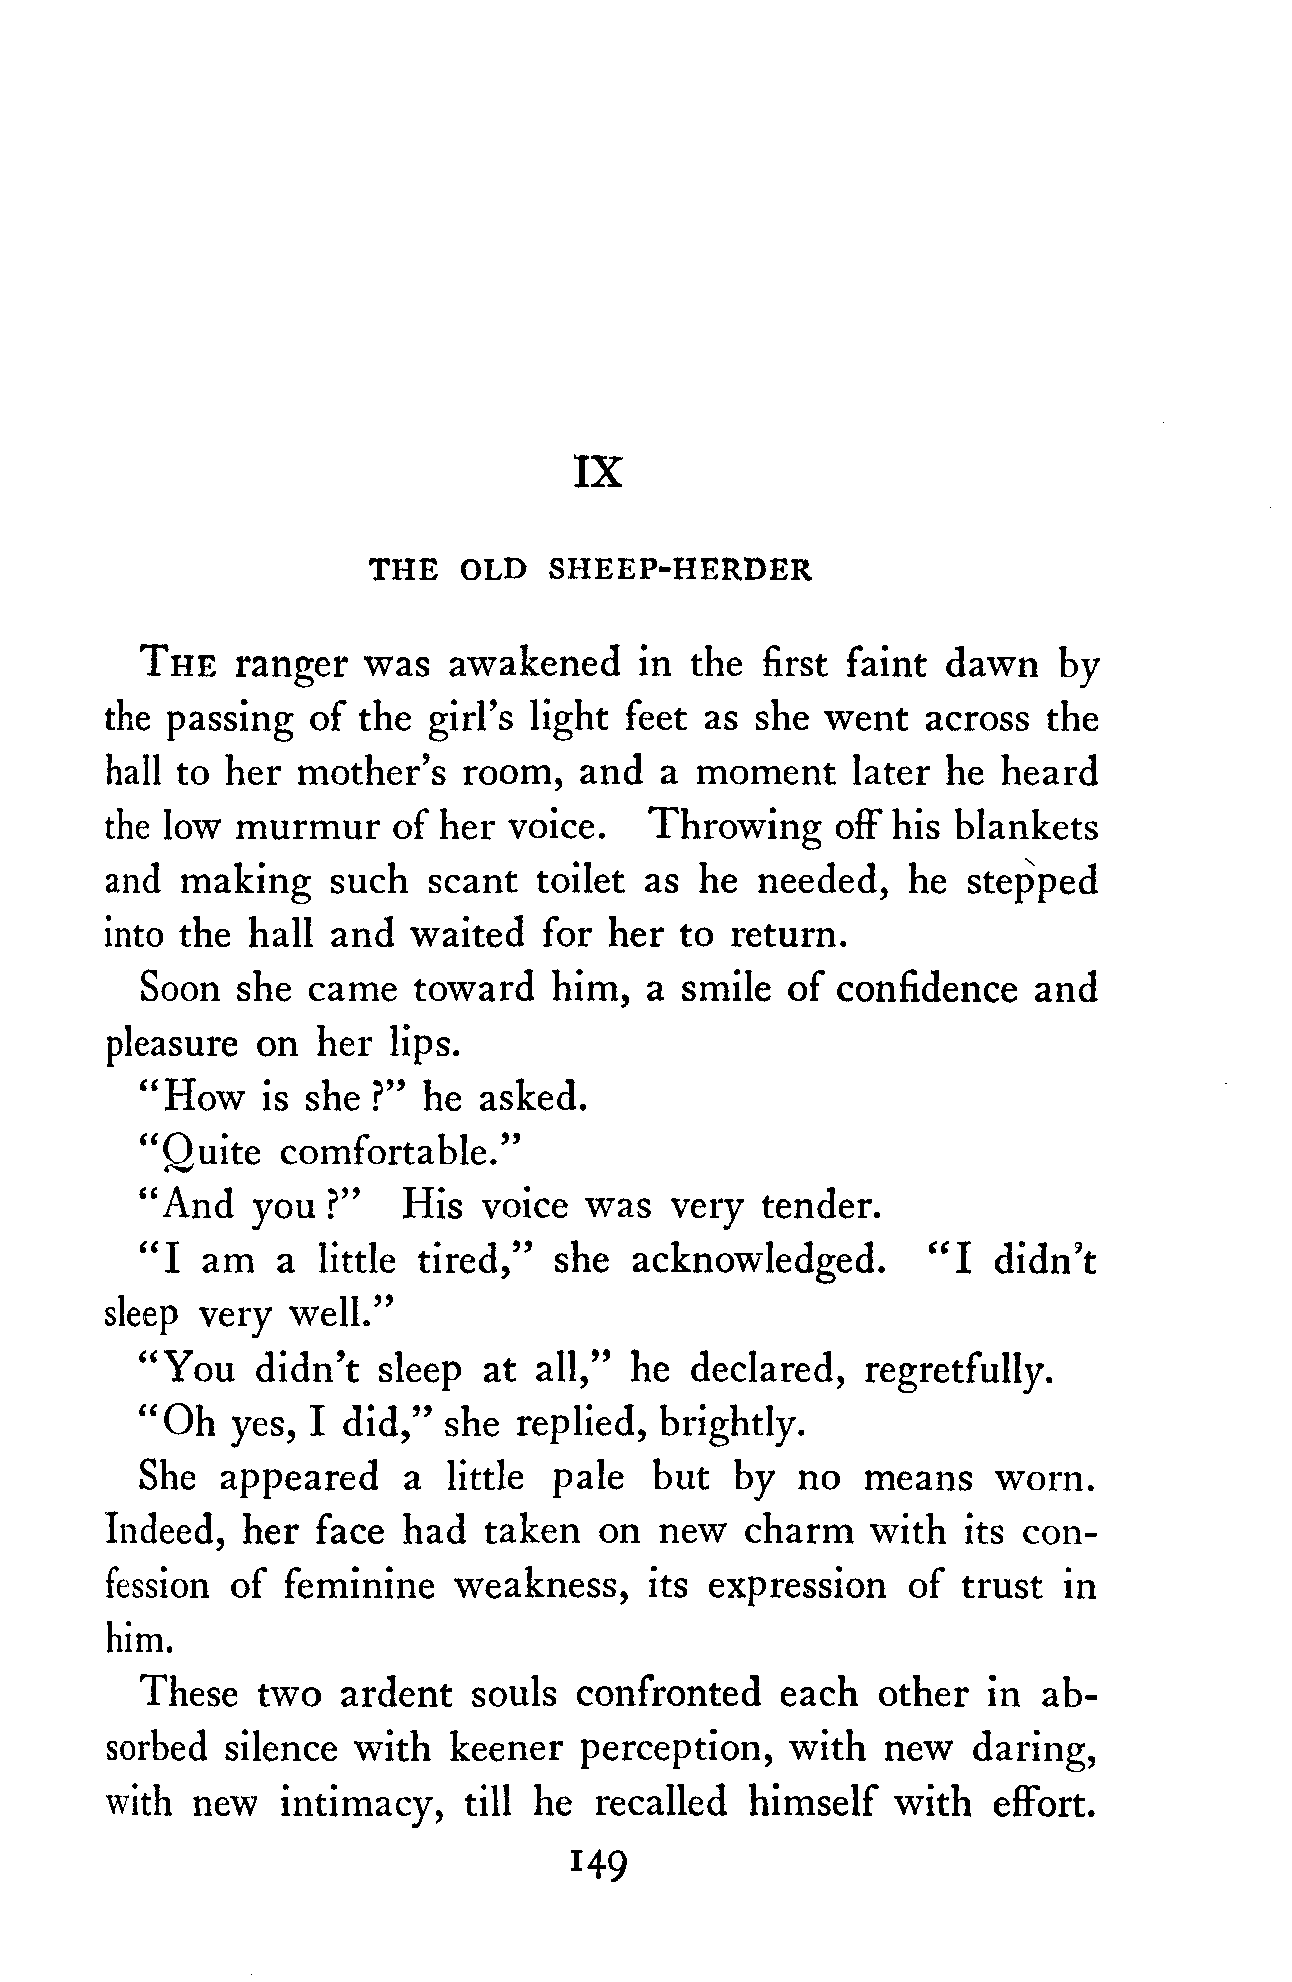 IX
THE OLD SHEEP-HERDER
THE ranger was awakened in the first faint dawn by
the passing of the girl's light feet as she went across the
hall to her mother's room, and a moment later he heard
the low murmur of her voice. Throwing off his blankets
and making such scant toilet as he needed, he stepped
into the hall and waited for her to return.
Soon she came toward him, a smile of confidence and
pleasure on her lips.
“How is she?” he asked.
“Quite comfortable.”
“And you?” His voice was very tender.
“I am a little tired,” she acknowledged. “I didn't
sleep very well.”
“You didn't sleep at all,” he declared, regretfully.
“Oh yes, I did,” she replied, brightly.
She appeared a little pale but by no means worn.
Indeed, her face had taken on new charm with its con-
fession of feminine weakness, its expression of trust in
him.
These two ardent souls confronted each other in ab-
sorbed silence with keener perception, with new daring,
with new intimacy, till he recalled himself with effort.
149